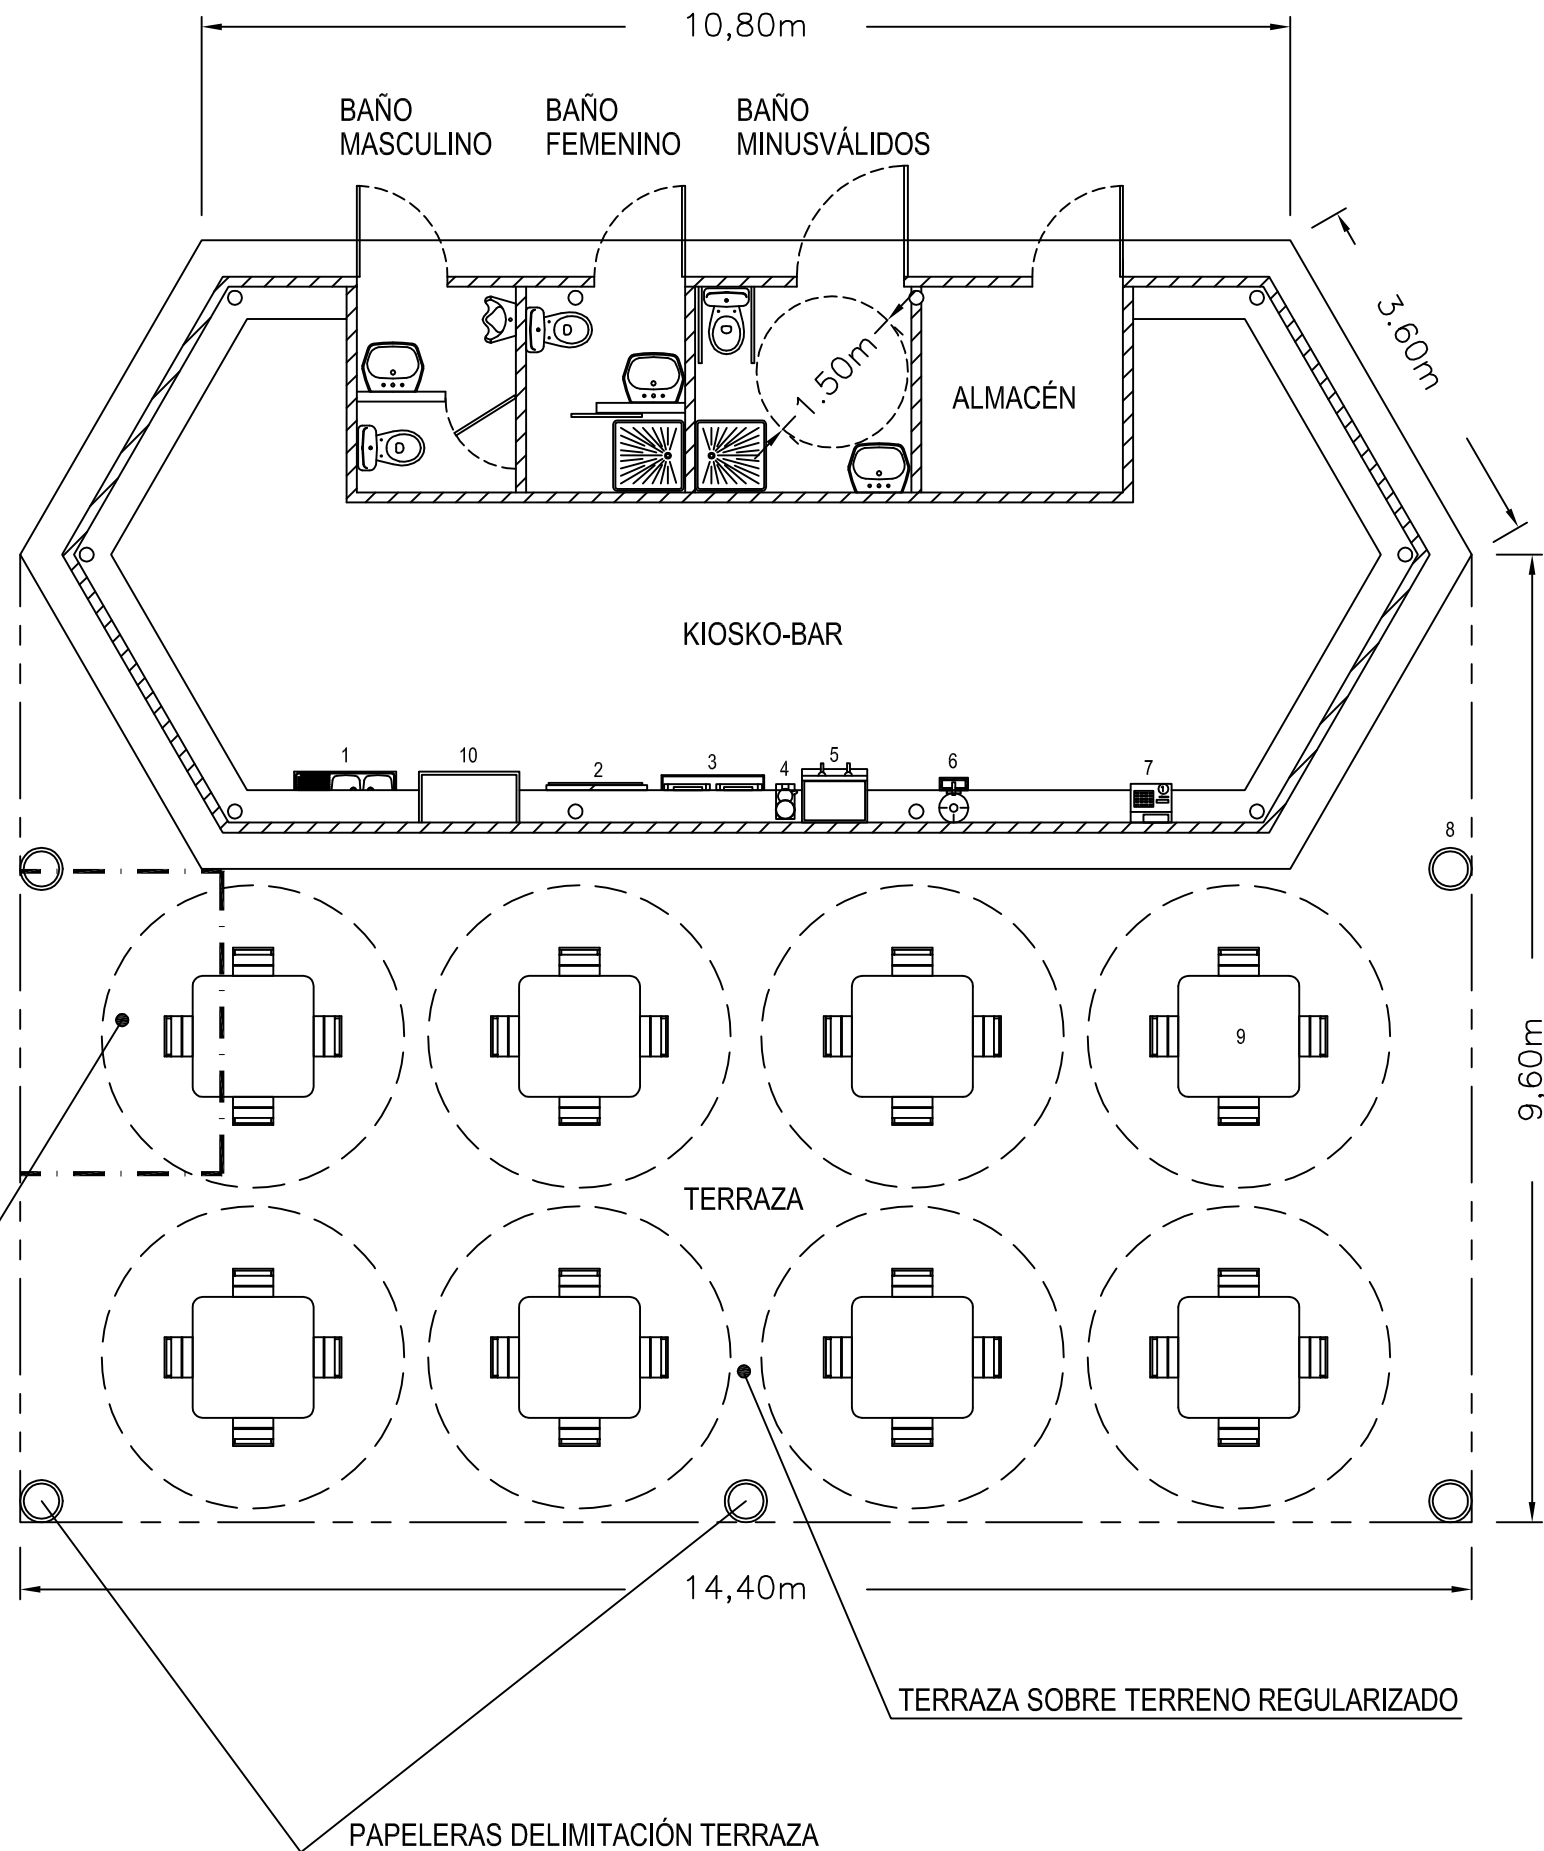 10,80m
BAÑO
MASCULINO
BAÑO
FEMENINO
BAÑO
MINUSVÁLIDOS
3.60m
1.50m
ALMACÉN
KIOSKO-BAR
1
10
2
3
4
5
6
7
8
9
9,60m
TERRAZA
14,40m
TERRAZA SOBRE TERRENO REGULARIZADO
PAPELERAS DELIMITACIÓN TERRAZA